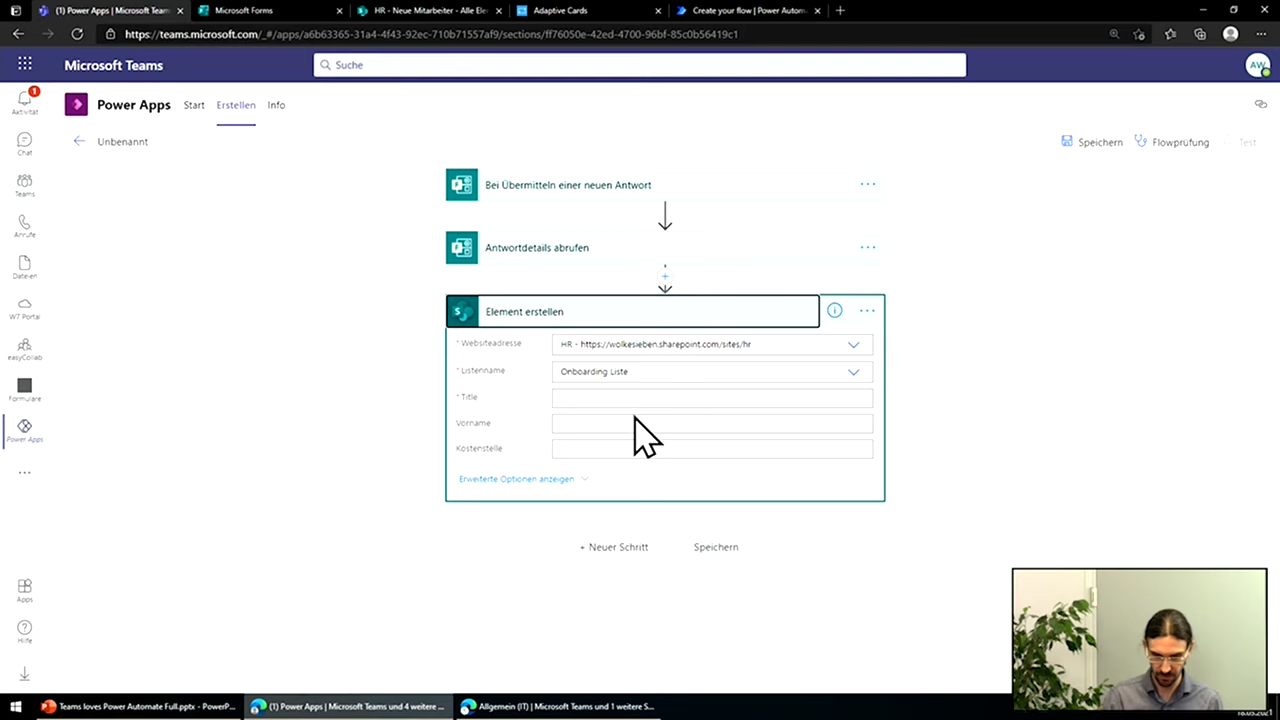 (1) Power Apps | Microsoft Teams
Microsoft Forms
HR - Neue Mitarbeiter - Alle Ele
Adaptive Cards
Create your flow | Power Autom
https://teams.microsoft.com/_#/apps/a6b63365-31a4-4f43-92ec-710b71557af9/sections/ff76050e-42ed-4700-96bf-85c0b56419c1
Microsoft Teams
Suche
AW
1
Aktivität
Chat
Teams
Anrufe
Dateien
W7 Portal
easyCollab
Formulare
Power Apps
Apps
Hilfe
Power Apps
Start
Erstellen
Info
Unbenannt
Speichern
Flowprüfung
Test
Bei Übermitteln einer neuen Antwort
Antwortdetails abrufen
Element erstellen
* Websiteadresse
HR - https://wolkesieben.sharepoint.com/sites/hr
* Listenname
Onboarding Liste
* Title
Vorname
Kostenstelle
Erweiterte Optionen anzeigen
+ Neuer Schritt
Speichern
Teams loves Power Automate Full.pptx - PowerP...
(1) Power Apps | Microsoft Teams und 4 weitere ...
Allgemein (IT) | Microsoft Teams und 1 weitere S...
18.03.2021